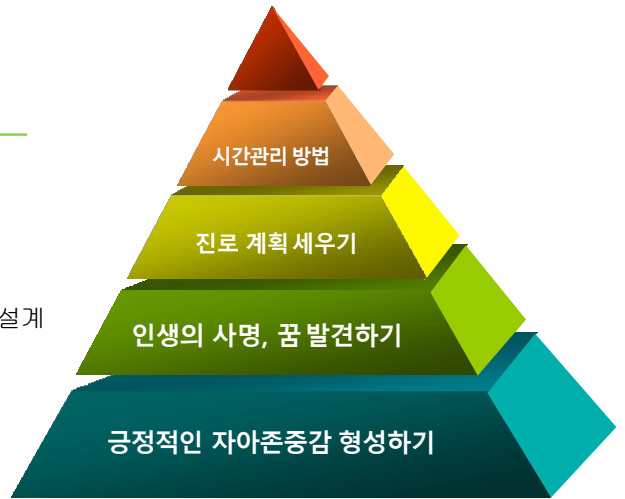 시간관리 방법
진로 계획 세우기
설계
인생의 사명, 꿈 발견하기
긍정적인 자아존중감 형성하기